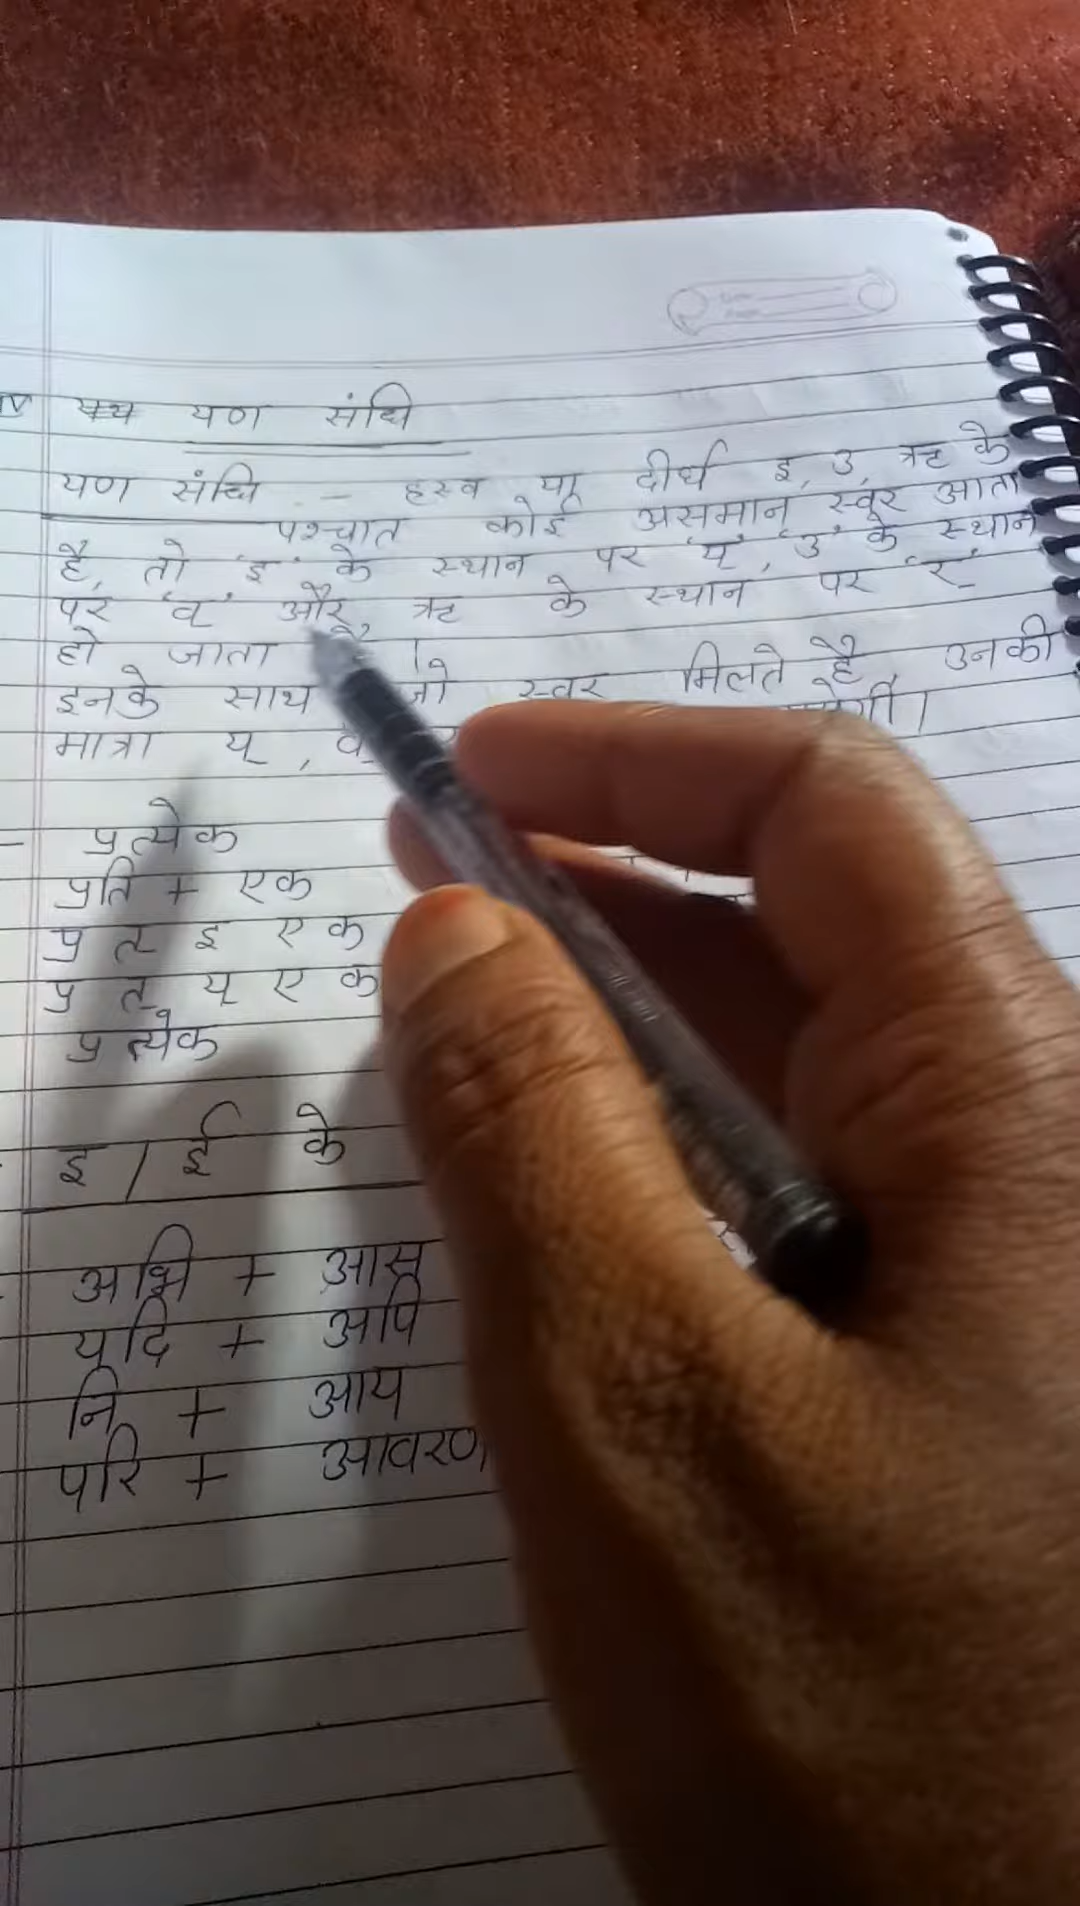 IV यण संधि
यण संधि - ह्रस्व या दीर्घ इ, उ, ऋ के
पश्चात कोई असमान स्वर आता
है, तो 'इ' के स्थान पर 'य्', 'उ' के स्थान
पर 'व' और, ऋ के स्थान पर 'र्'
हो जाता है।
इनके साथ जो स्वर मिलते है उनकी
मात्रा य्, व्
प्रत्येक
प्रति + एक
प्र त् इ ए क
प्र त् य् ए क
प्रत्येक
इ / ई के
अभि + आस
यदि + अपि
नि + आय
परि + आवरण